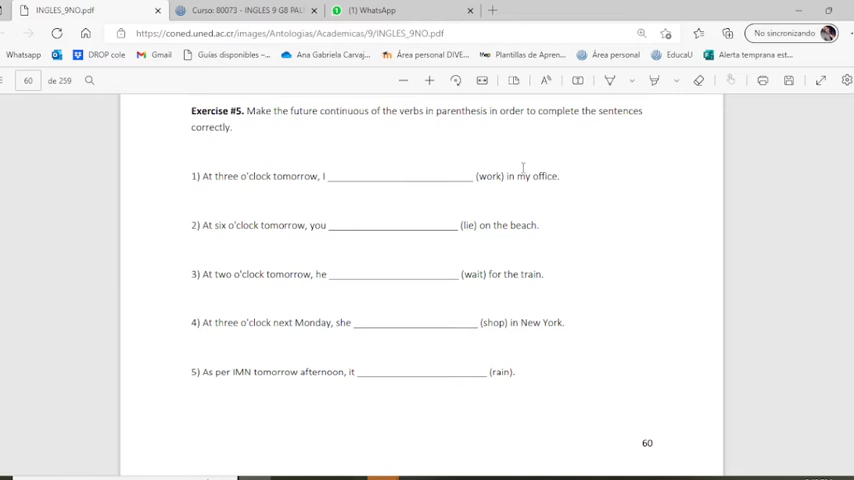 INGLES_9NO.pdf
Curso: 80073 - INGLES 9 G8 PAL
(1) WhatsApp
https://coned.uned.ac.cr/images/Antologias/Academicas/9/INGLES_9NO.pdf
No sincronizando
Whatsapp
DROP cole
Gmail
Guías disponibles -...
Ana Gabriela Carvaj...
Área personal DIVE...
Plantillas de Aprend...
Área personal
EducaU
Alerta temprana est...
60 de 259
Exercise #5. Make the future continuous of the verbs in parenthesis in order to complete the sentences
correctly.
1) At three o'clock tomorrow, I ____________________ (work) in my office.
2) At six o'clock tomorrow, you __________________ (lie) on the beach.
3) At two o'clock tomorrow, he __________________ (wait) for the train.
4) At three o'clock next Monday, she _________________ (shop) in New York.
5) As per IMN tomorrow afternoon, it __________________ (rain).
60